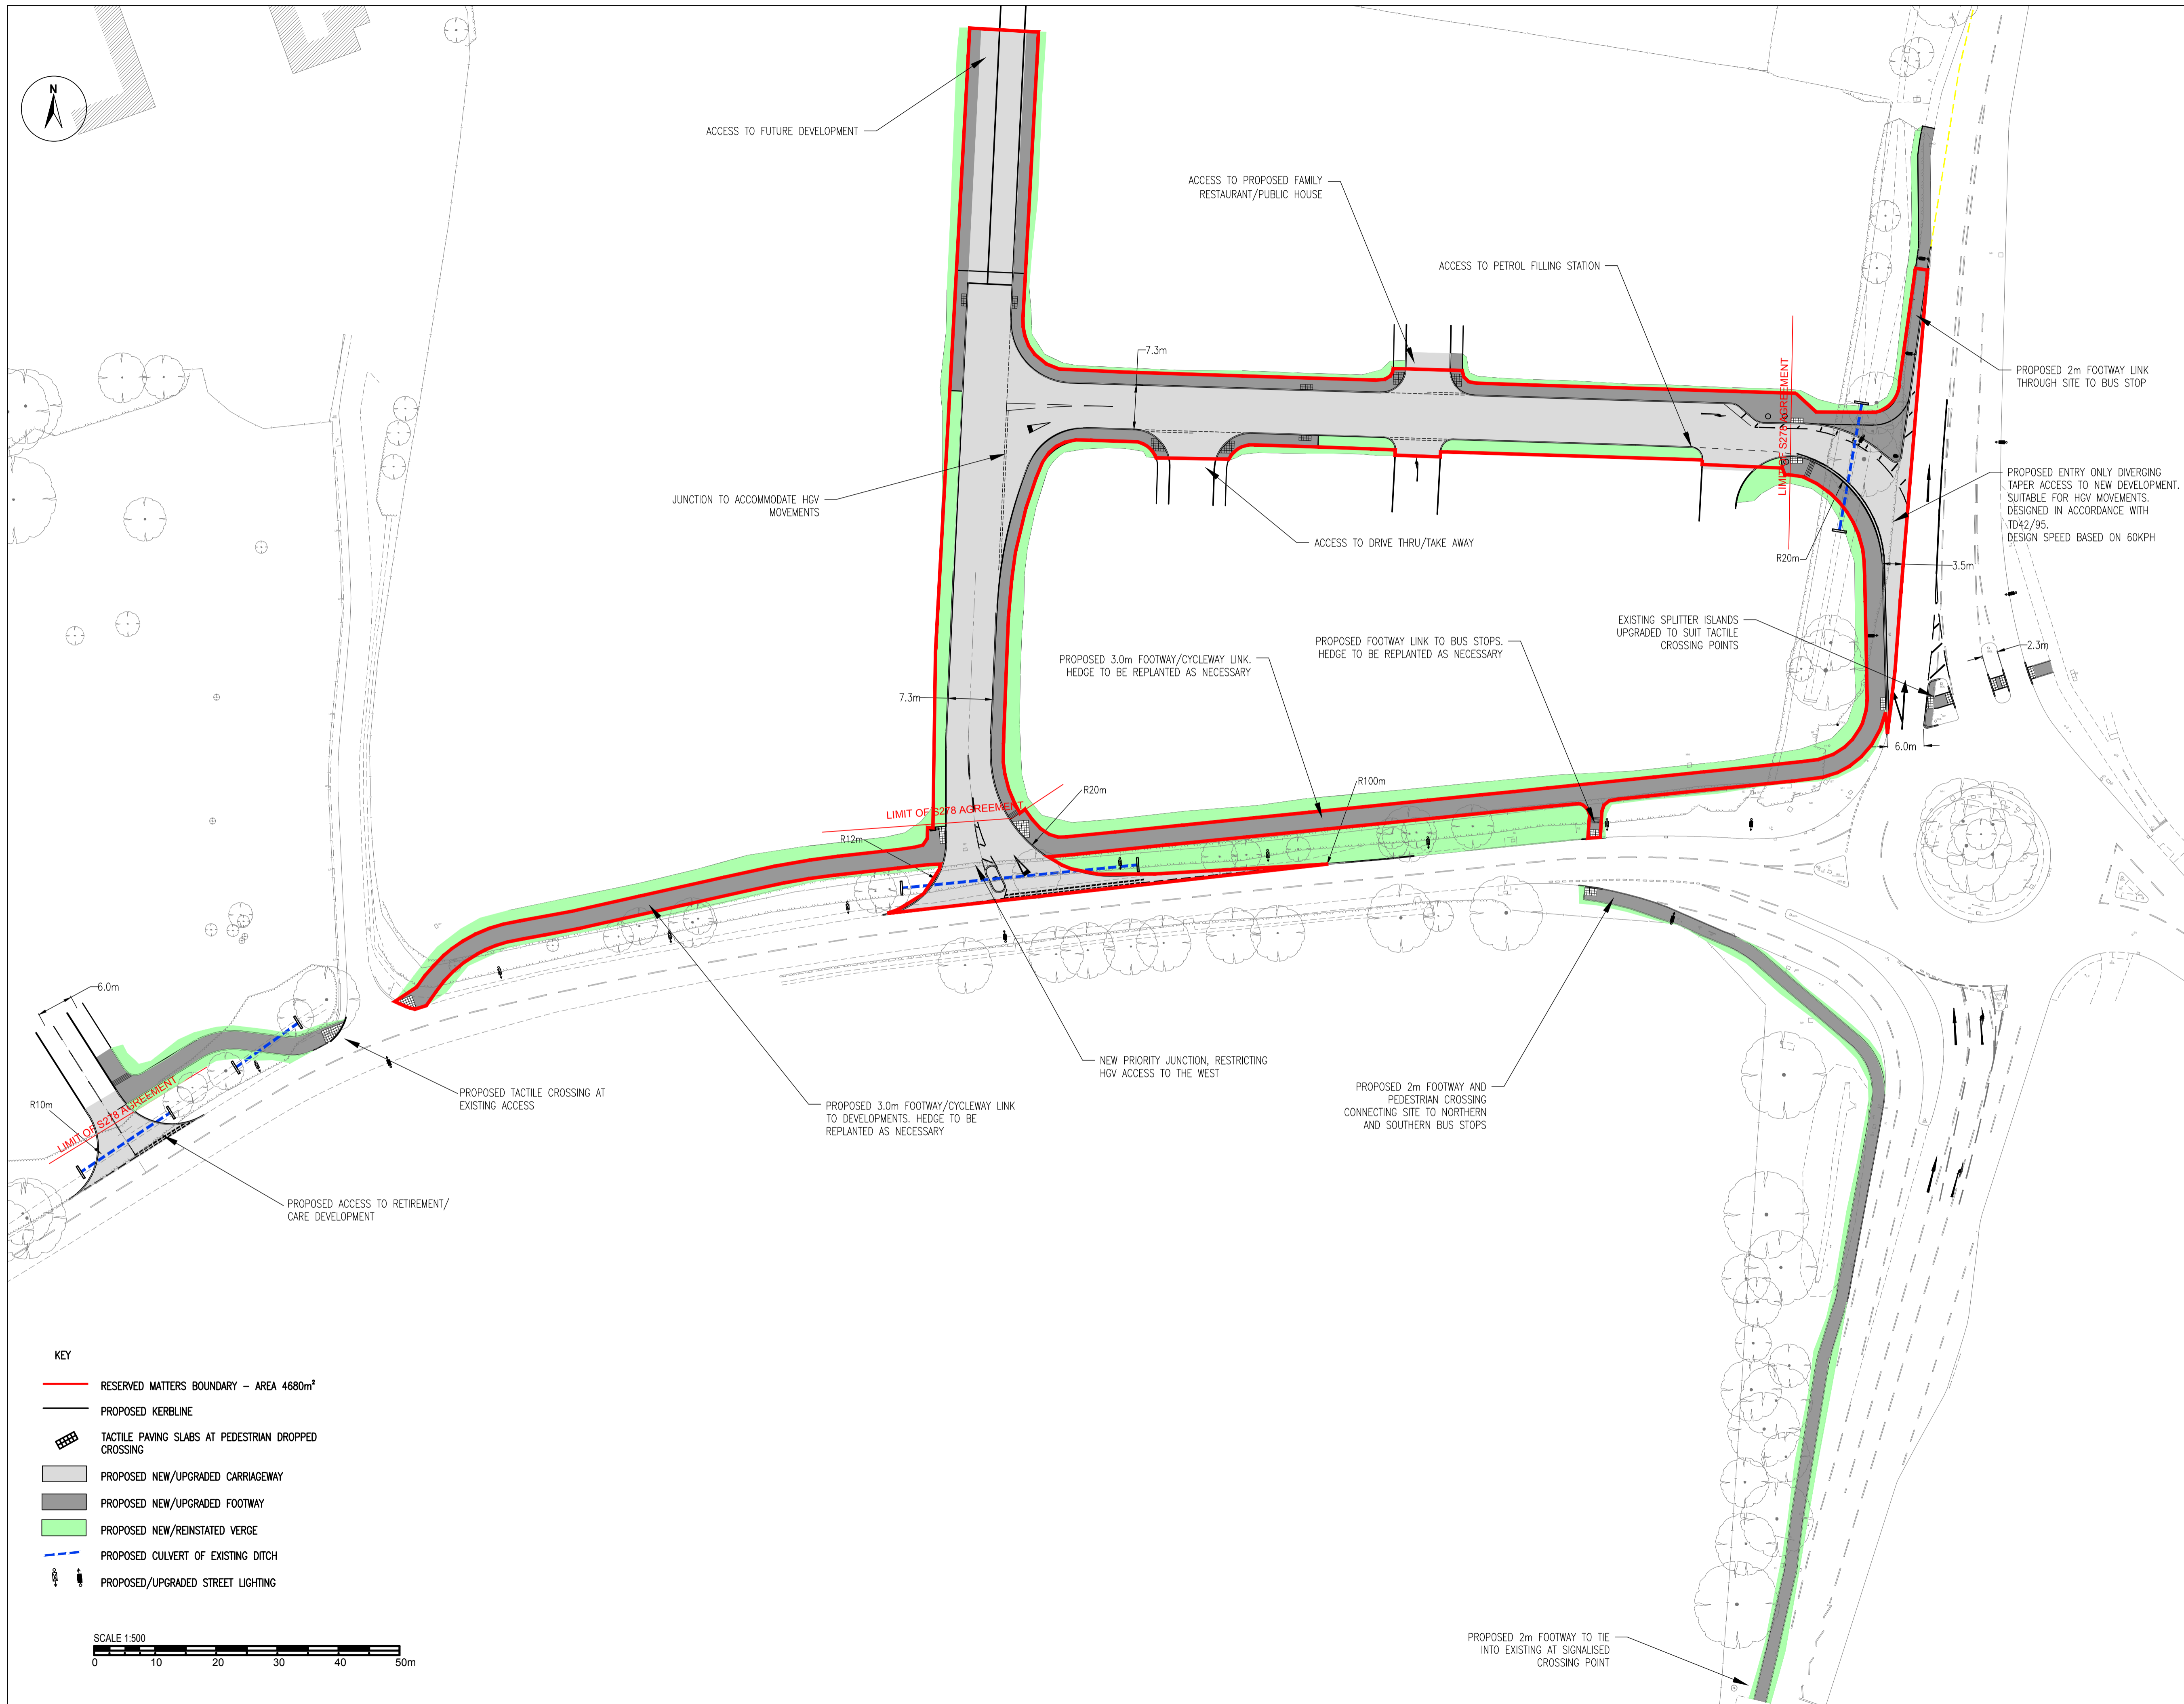 N
ACCESS TO FUTURE DEVELOPMENT
ACCESS TO PROPOSED FAMILY
RESTAURANT/PUBLIC HOUSE
ACCESS TO PETROL FILLING STATION
7.3m
LIMIT OF S278 AGREEMENT
PROPOSED 2m FOOTWAY LINK
THROUGH SITE TO BUS STOP
JUNCTION TO ACCOMMODATE HGV
MOVEMENTS
ACCESS TO DRIVE THRU/TAKE AWAY
PROPOSED ENTRY ONLY DIVERGING
TAPER ACCESS TO NEW DEVELOPMENT.
SUITABLE FOR HGV MOVEMENTS.
DESIGNED IN ACCORDANCE WITH
TD42/95.
DESIGN SPEED BASED ON 60KPH
R20m
3.5m
EXISTING SPLITTER ISLANDS
UPGRADED TO SUIT TACTILE
CROSSING POINTS
PROPOSED FOOTWAY LINK TO BUS STOPS.
HEDGE TO BE REPLANTED AS NECESSARY
PROPOSED 3.0m FOOTWAY/CYCLEWAY LINK.
HEDGE TO BE REPLANTED AS NECESSARY
2.3m
7.3m
6.0m
R100m
R20m
LIMIT OF S278 AGREEMENT
R12m
6.0m
NEW PRIORITY JUNCTION, RESTRICTING
HGV ACCESS TO THE WEST
PROPOSED TACTILE CROSSING AT
EXISTING ACCESS
PROPOSED 3.0m FOOTWAY/CYCLEWAY LINK
TO DEVELOPMENTS. HEDGE TO BE
REPLANTED AS NECESSARY
PROPOSED 2m FOOTWAY AND
PEDESTRIAN CROSSING
CONNECTING SITE TO NORTHERN
AND SOUTHERN BUS STOPS
R10m
LIMIT OF S278 AGREEMENT
PROPOSED ACCESS TO RETIREMENT/
CARE DEVELOPMENT
KEY
RESERVED MATTERS BOUNDARY – AREA 4680m²
PROPOSED KERBLINE
TACTILE PAVING SLABS AT PEDESTRIAN DROPPED
CROSSING
PROPOSED NEW/UPGRADED CARRIAGEWAY
PROPOSED NEW/UPGRADED FOOTWAY
PROPOSED NEW/REINSTATED VERGE
PROPOSED CULVERT OF EXISTING DITCH
PROPOSED/UPGRADED STREET LIGHTING
SCALE 1:500
0 10 20 30 40 50m
PROPOSED 2m FOOTWAY TO TIE
INTO EXISTING AT SIGNALISED
CROSSING POINT